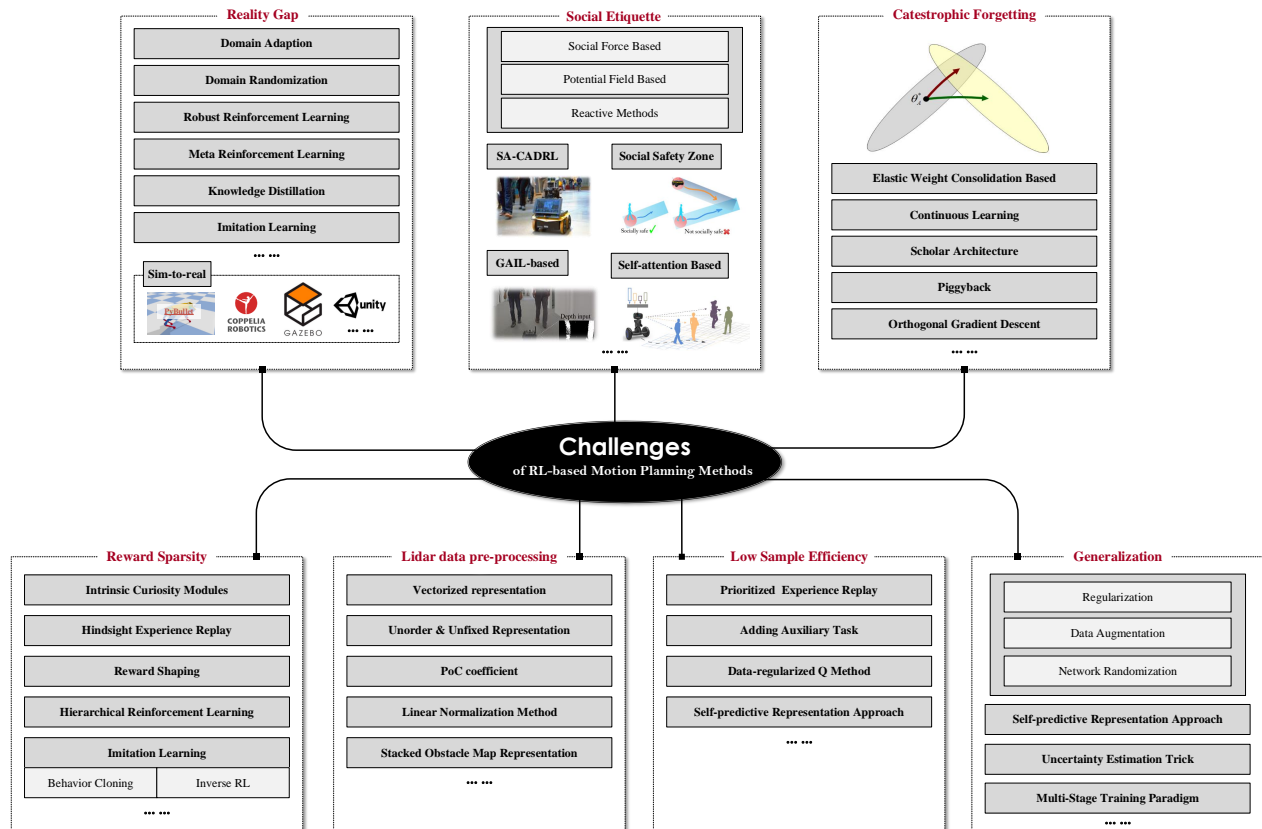 Reality Gap
Domain Adaption
Domain Randomization
Robust Reinforcement Learning
Meta Reinforcement Learning
Knowledge Distillation
Imitation Learning
... ...
Sim-to-real
PyBullet
COPPELIA
ROBOTICS
GAZEBO
unity
... ...
Social Etiquette
Social Force Based
Potential Field Based
Reactive Methods
SA-CADRL
Social Safety Zone
Socially safe
Not socially safe
GAIL-based
Self-attention Based
Depth input
... ...
Catestrophic Forgetting
θ*A
Elastic Weight Consolidation Based
Continuous Learning
Scholar Architecture
Piggyback
Orthogonal Gradient Descent
... ...
Challenges
of RL-based Motion Planning Methods
Reward Sparsity
Intrinsic Curiosity Modules
Hindsight Experience Replay
Reward Shaping
Hierarchical Reinforcement Learning
Imitation Learning
Behavior Cloning
Inverse RL
... ...
Lidar data pre-processing
Vectorized representation
Unorder & Unfixed Representation
PoC coefficient
Linear Normalization Method
Stacked Obstacle Map Representation
... ...
Low Sample Efficiency
Prioritized Experience Replay
Adding Auxiliary Task
Data-regularized Q Method
Self-predictive Representation Approach
... ...
Generalization
Regularization
Data Augmentation
Network Randomization
Self-predictive Representation Approach
Uncertainty Estimation Trick
Multi-Stage Training Paradigm
... ...